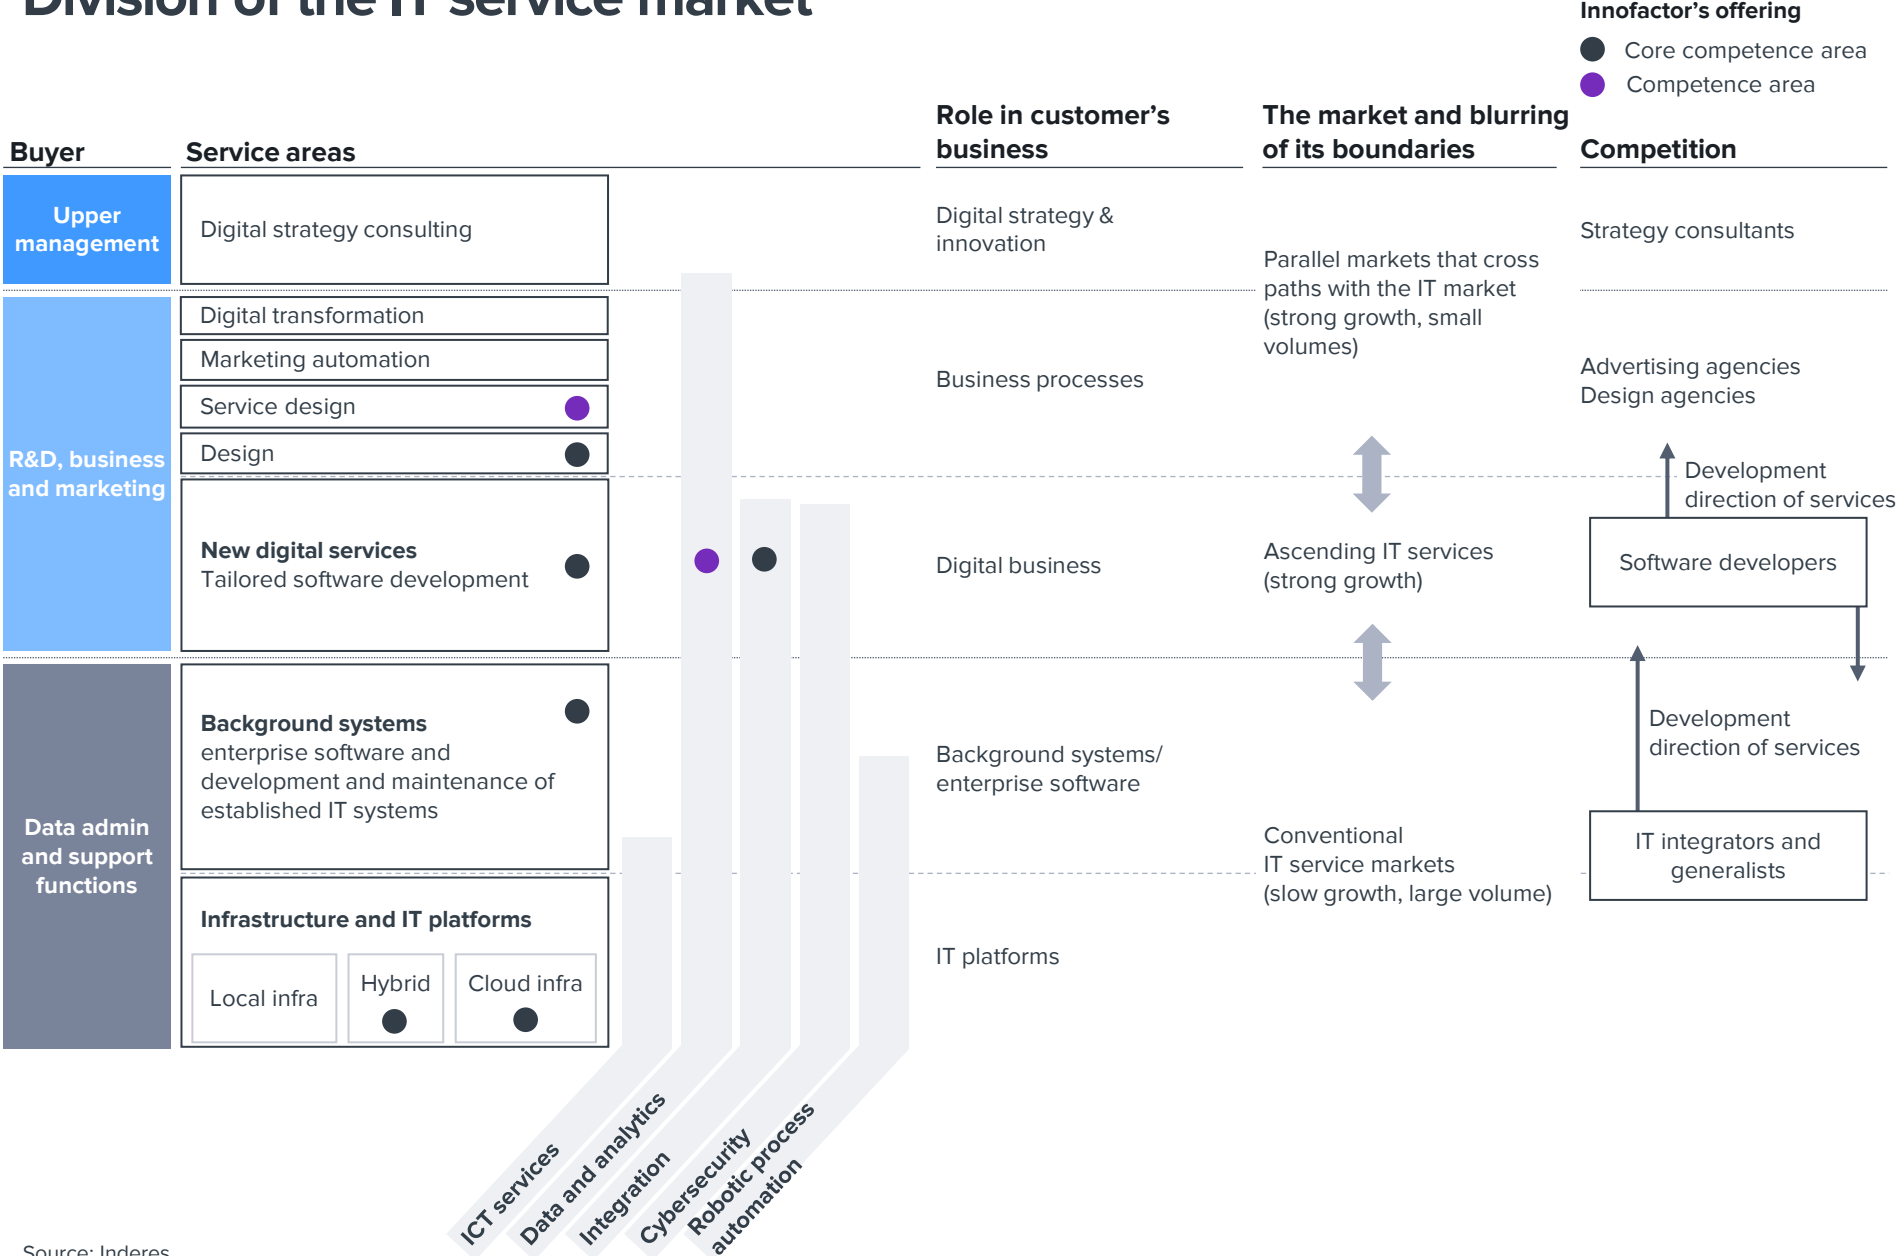 Division of the IT service market
Innofactor’s offering
Core competence area
Competence area
Buyer
Service areas
Role in customer’s
business
The market and blurring
of its boundaries
Competition
Upper
management
Digital strategy consulting
Digital strategy &
innovation
Parallel markets that cross
paths with the IT market
(strong growth, small
volumes)
Strategy consultants
R&D, business
and marketing
Digital transformation
Marketing automation
Service design
Design
Business processes
Advertising agencies
Design agencies
Development
direction of services
New digital services
Tailored software development
Digital business
Ascending IT services
(strong growth)
Software developers
Data admin
and support
functions
Background systems
enterprise software and
development and maintenance of
established IT systems
Background systems/
enterprise software
Development
direction of services
Conventional
IT service markets
(slow growth, large volume)
IT integrators and
generalists
Infrastructure and IT platforms
Local infra
Hybrid
Cloud infra
IT platforms
ICT services
Data and analytics
Integration
Cybersecurity
Robotic process
automation
Source: Inderes